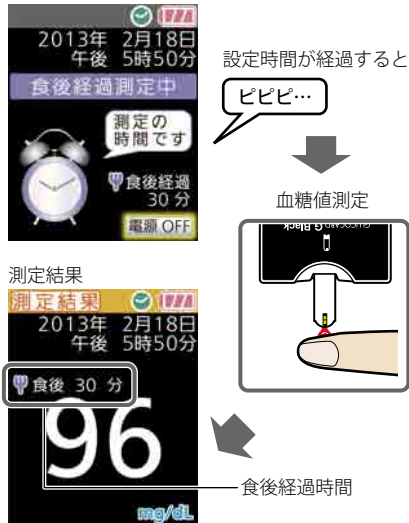 2013年 2月18日
午後 5時50分
食後経過測定中
測定の
時間です
食後経過
30 分
電源 OFF
設定時間が経過すると
ピピピ…
血糖値測定
GLUCOCARD G Black
測定結果
測定結果
2013年 2月18日
午後 5時50分
食後 30 分
96
mg/dL
食後経過時間